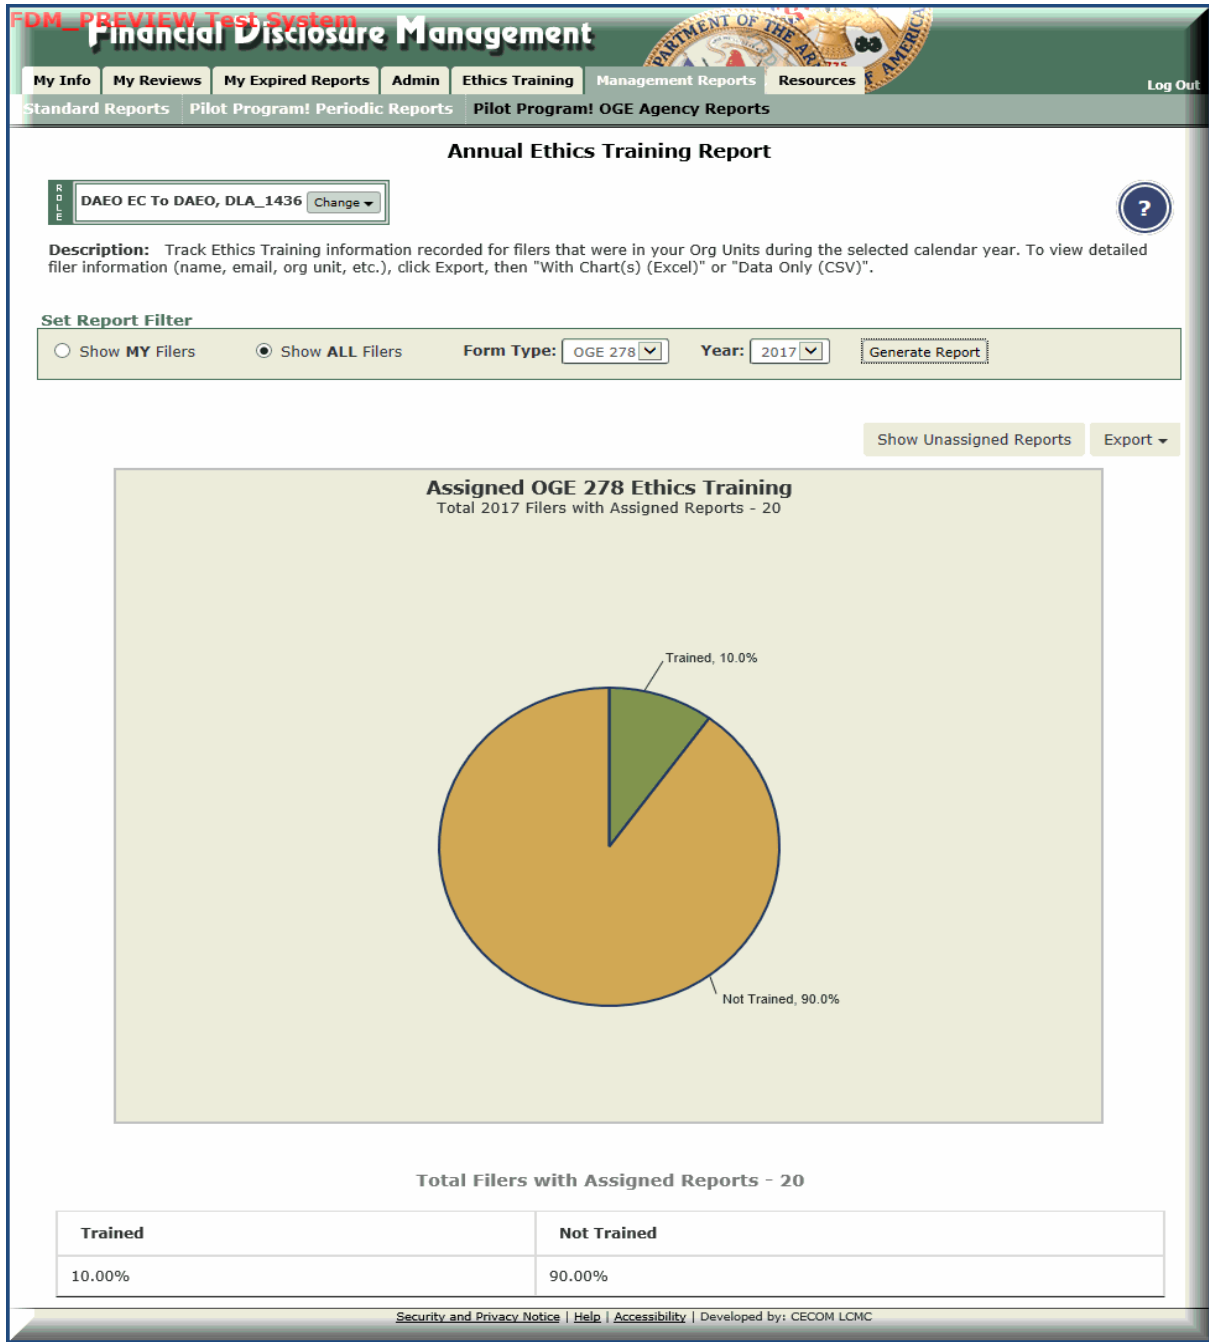 FDM_PREVIEW Test System
Financial Disclosure Management
My Info My Reviews My Expired Reports Admin Ethics Training Management Reports Resources
Log Out
Standard Reports Pilot Program! Periodic Reports Pilot Program! OGE Agency Reports
Annual Ethics Training Report
ROLE
DAEO EC To DAEO, DLA_1436 Change
?
Description: Track Ethics Training information recorded for filers that were in your Org Units during the selected calendar year. To view detailed
filer information (name, email, org unit, etc.), click Export, then "With Chart(s) (Excel)" or "Data Only (CSV)".
Set Report Filter
Show MY Filers Show ALL Filers Form Type: OGE 278 Year: 2017 Generate Report
Show Unassigned Reports Export
Assigned OGE 278 Ethics Training
Total 2017 Filers with Assigned Reports - 20
Trained, 10.0%
Not Trained, 90.0%
Total Filers with Assigned Reports - 20
Trained Not Trained
10.00% 90.00%
Security and Privacy Notice | Help | Accessibility | Developed by: CECOM LCMC